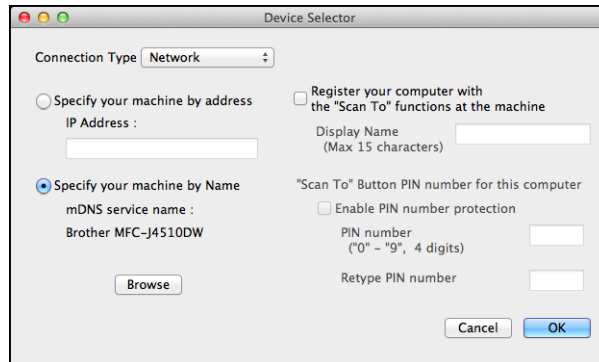 Device Selector
Connection Type Network
Specify your machine by address
IP Address :
Specify your machine by Name
mDNS service name :
Brother MFC-J4510DW
Browse
Register your computer with
the "Scan To" functions at the machine
Display Name
(Max 15 characters)
"Scan To" Button PIN number for this computer
Enable PIN number protection
PIN number
("0" – "9", 4 digits)
Retype PIN number
Cancel OK